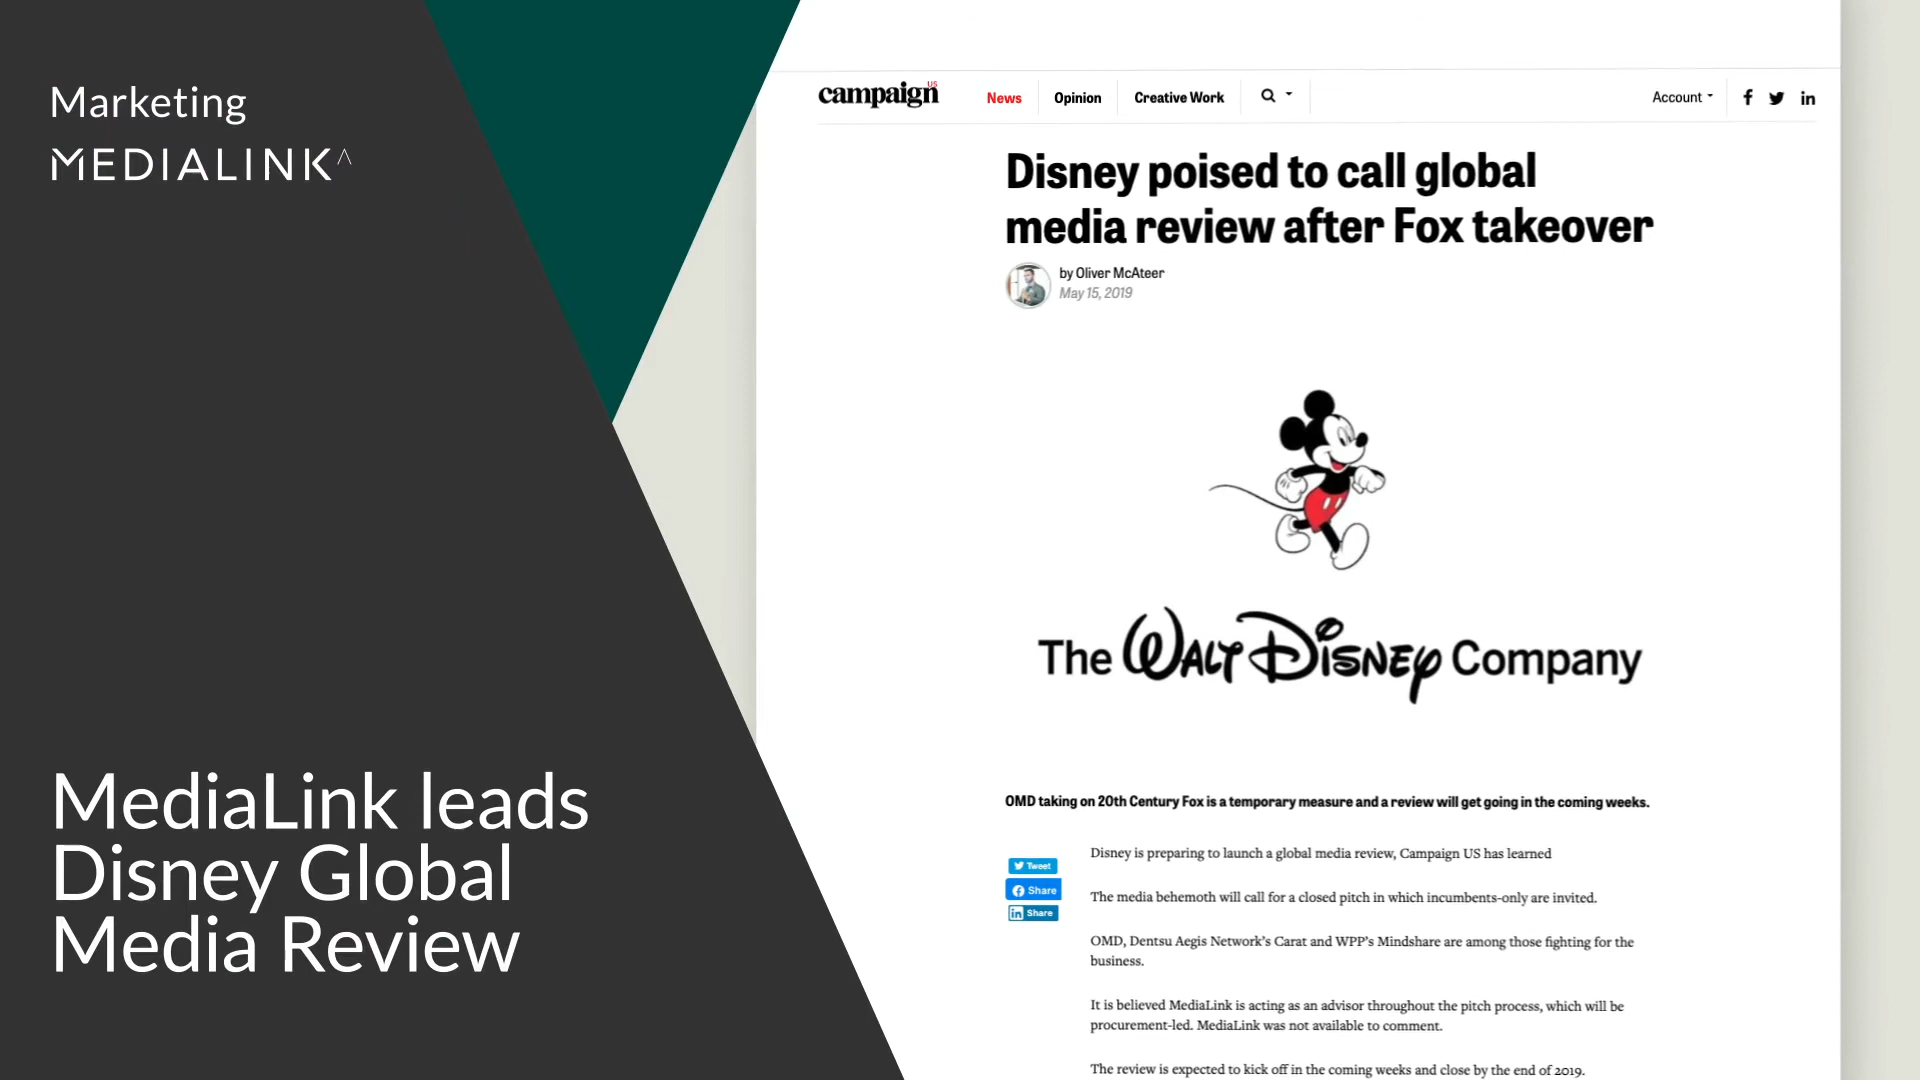 Marketing
MEDIALINK^
MediaLink leads
Disney Global
Media Review
campaign US
News
Opinion
Creative Work
Account
Disney poised to call global
media review after Fox takeover
by Oliver McAteer
May 15, 2019
The WALT DISNEY Company
OMD taking on 20th Century Fox is a temporary measure and a review will get going in the coming weeks.
Tweet
Share
in Share
Disney is preparing to launch a global media review, Campaign US has learned
The media behemoth will call for a closed pitch in which incumbents-only are invited.
OMD, Dentsu Aegis Network's Carat and WPP's Mindshare are among those fighting for the
business.
It is believed MediaLink is acting as an advisor throughout the pitch process, which will be
procurement-led. MediaLink was not available to comment.
The review is expected to kick off in the coming weeks and close by the end of 2019.